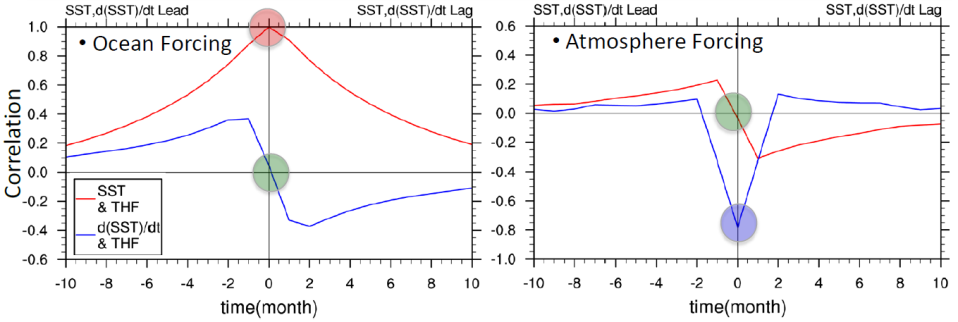 SST,d(SST)/dt Lead
SST,d(SST)/dt Lag
• Ocean Forcing
1.0
0.8
0.6
0.4
0.2
0.0
-0.2
-0.4
-0.6
Correlation
SST
& THF
d(SST)/dt
& THF
-10 -8 -6 -4 -2 0 2 4 6 8 10
time(month)
SST,d(SST)/dt Lead
SST,d(SST)/dt Lag
• Atmosphere Forcing
0.6
0.4
0.2
0.0
-0.2
-0.4
-0.6
-0.8
-1.0
-10 -8 -6 -4 -2 0 2 4 6 8 10
time(month)